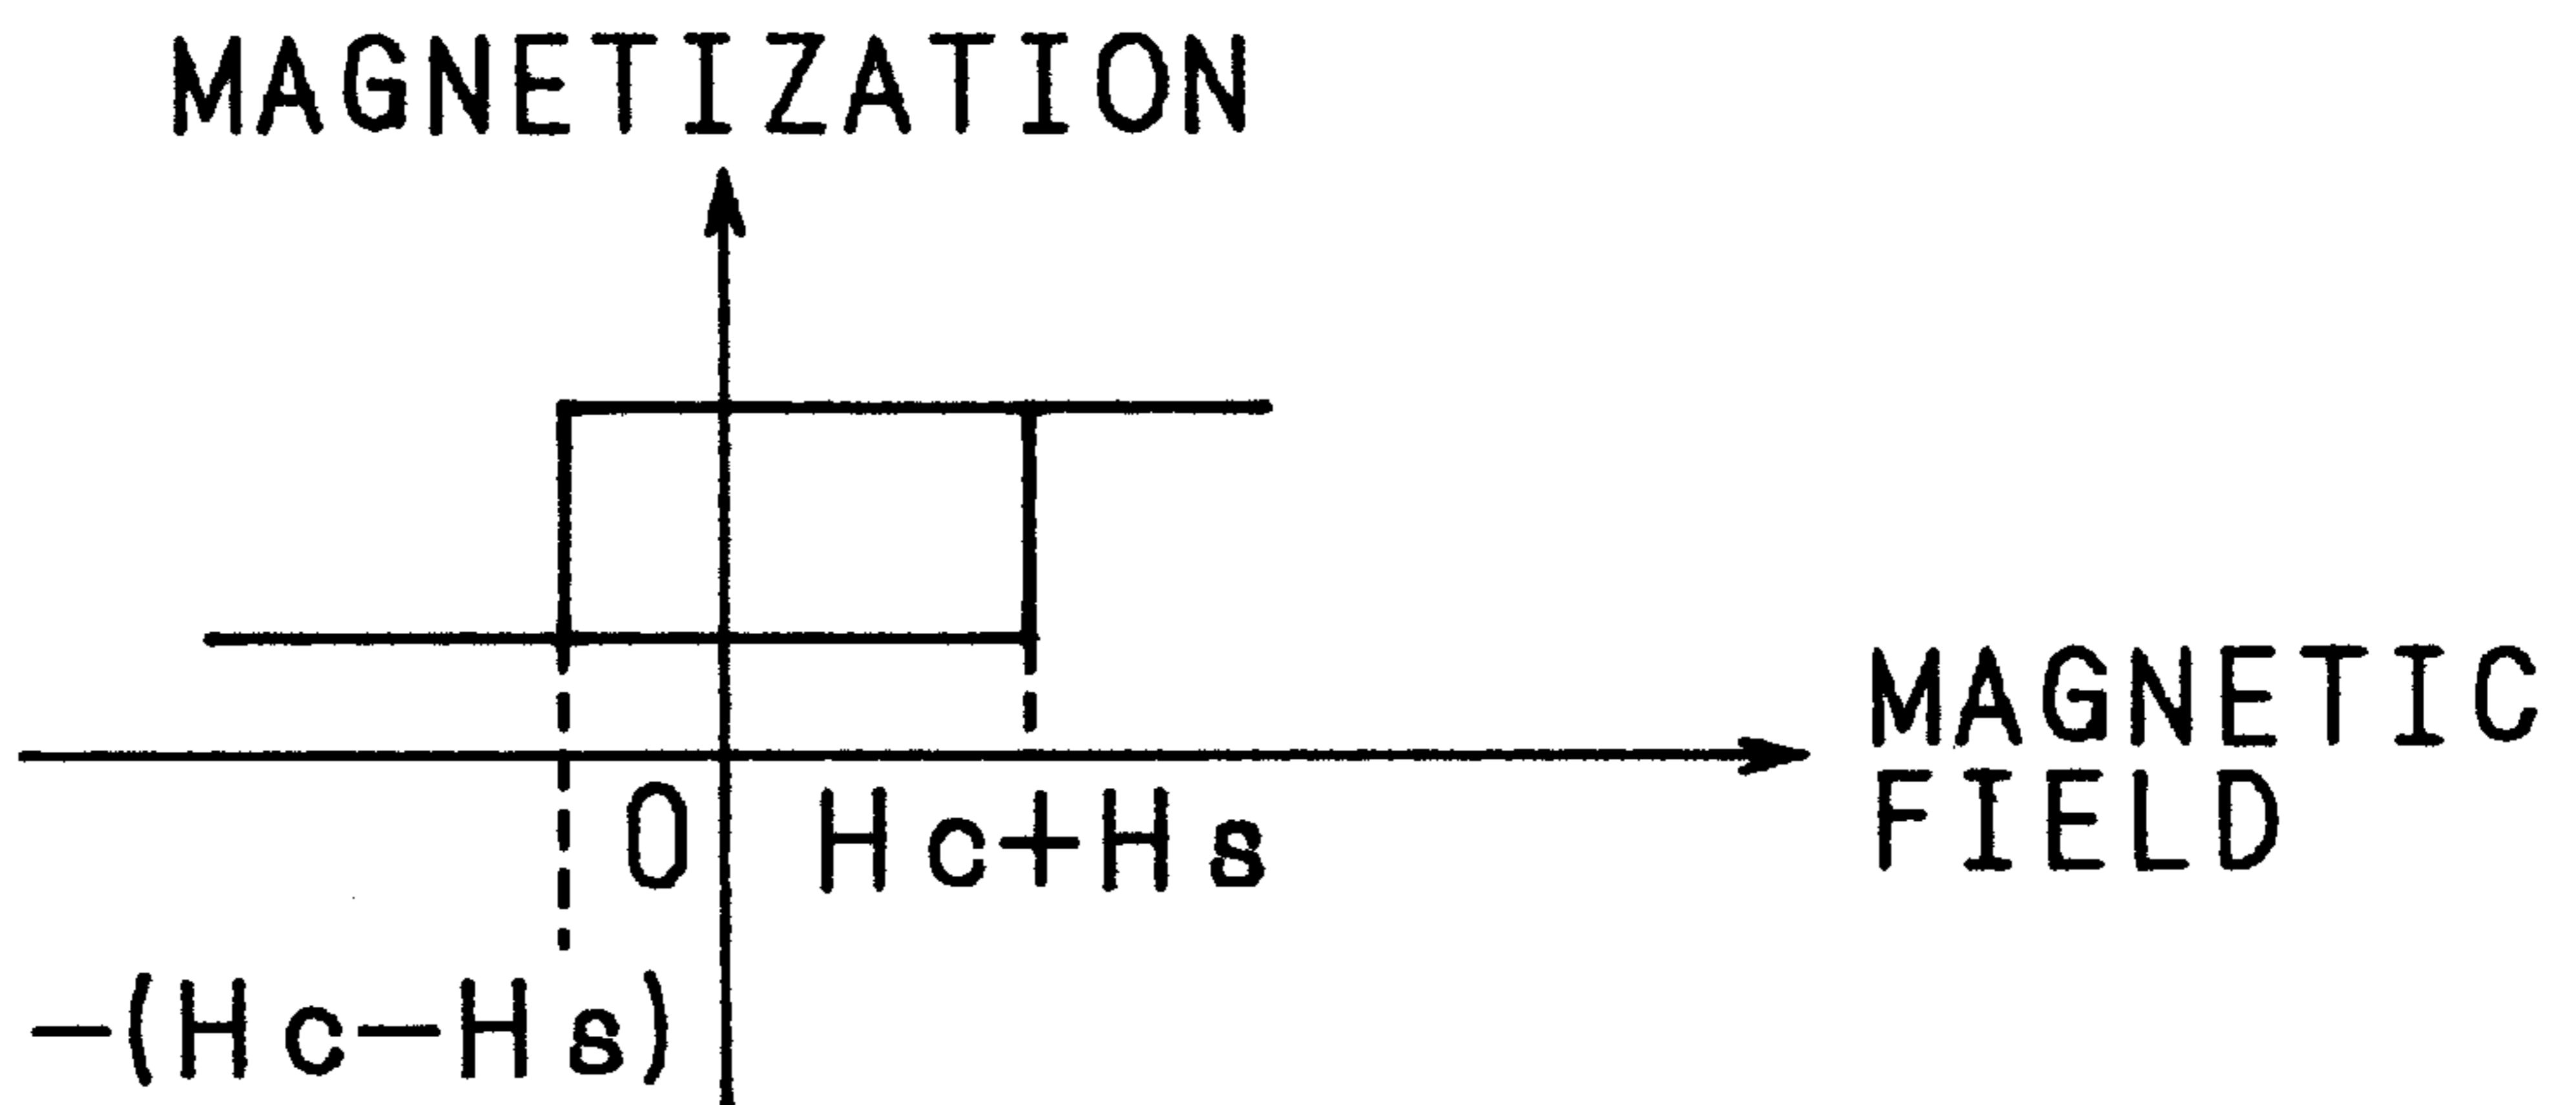 MAGNETIZATION
MAGNETIC
FIELD
0
Hc+Hs
-(Hc-Hs)